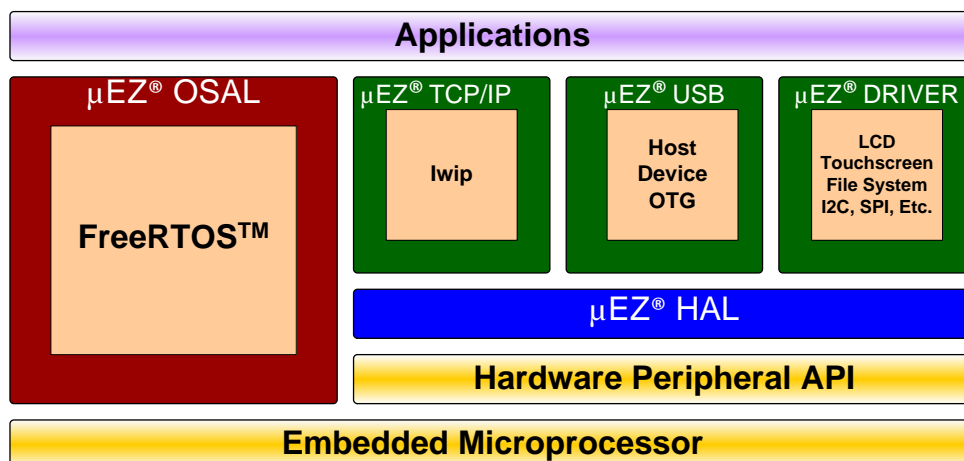 Applications
µEZ® OSAL
FreeRTOS™
µEZ® TCP/IP
lwip
µEZ® USB
Host
Device
OTG
µEZ® DRIVER
LCD
Touchscreen
File System
I2C, SPI, Etc.
µEZ® HAL
Hardware Peripheral API
Embedded Microprocessor